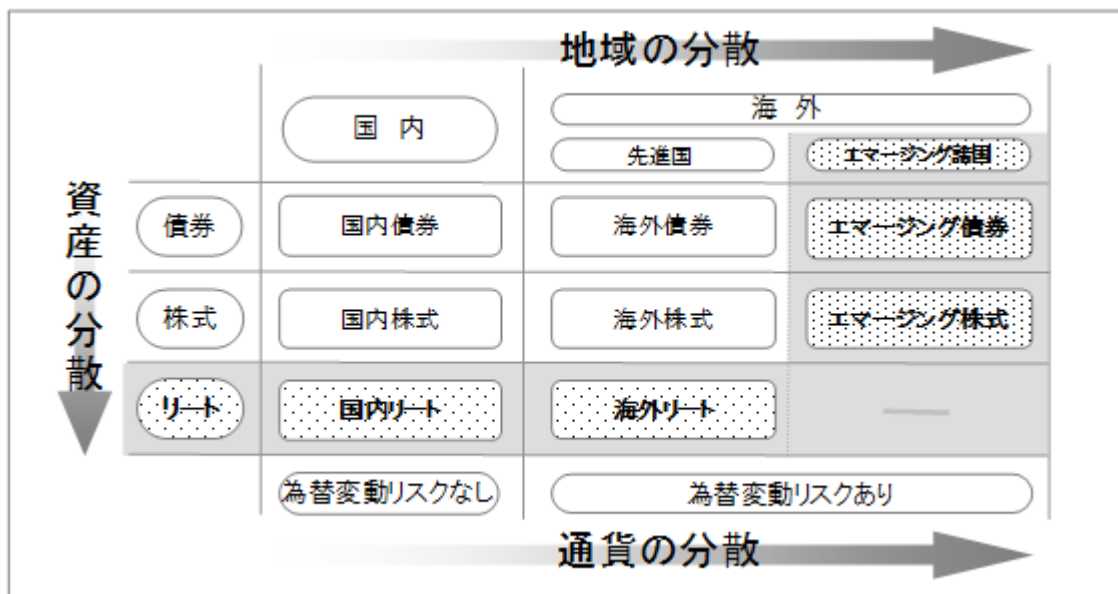 地域の分散
国内
海外
先進国
エマージング諸国
資産の分散
債券
国内債券
海外債券
エマージング債券
株式
国内株式
海外株式
エマージング株式
リート
国内リート
海外リート
為替変動リスクなし
為替変動リスクあり
通貨の分散